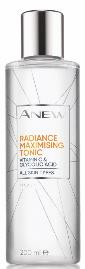 ANEW
RADIANCE
MAXIMISING
TONIC
VITAMIN C &
GLYCOLIC ACID
ALL SKIN TYPES
200 ml